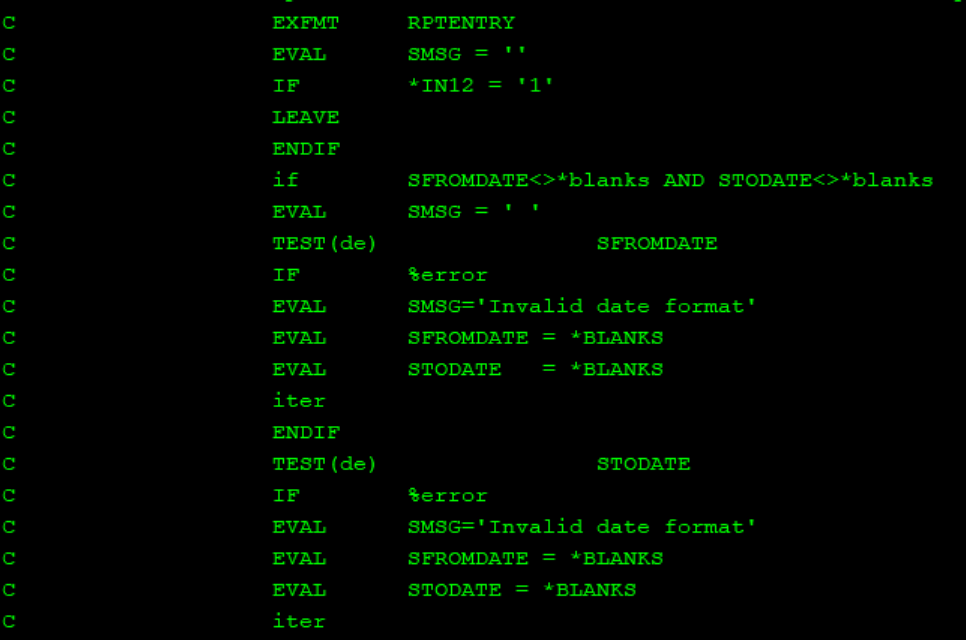 C                   EXFMT     RPTENTRY
C                   EVAL      SMSG = ''
C                   IF        *IN12 = '1'
C                   LEAVE
C                   ENDIF
C                   if        SFROMDATE<>*blanks AND STODATE<>*blanks
C                   EVAL      SMSG = ' '
C                   TEST(de)                SFROMDATE
C                   IF        %error
C                   EVAL      SMSG='Invalid date format'
C                   EVAL      SFROMDATE = *BLANKS
C                   EVAL      STODATE   = *BLANKS
C                   iter
C                   ENDIF
C                   TEST(de)                STODATE
C                   IF        %error
C                   EVAL      SMSG='Invalid date format'
C                   EVAL      SFROMDATE = *BLANKS
C                   EVAL      STODATE = *BLANKS
C                   iter